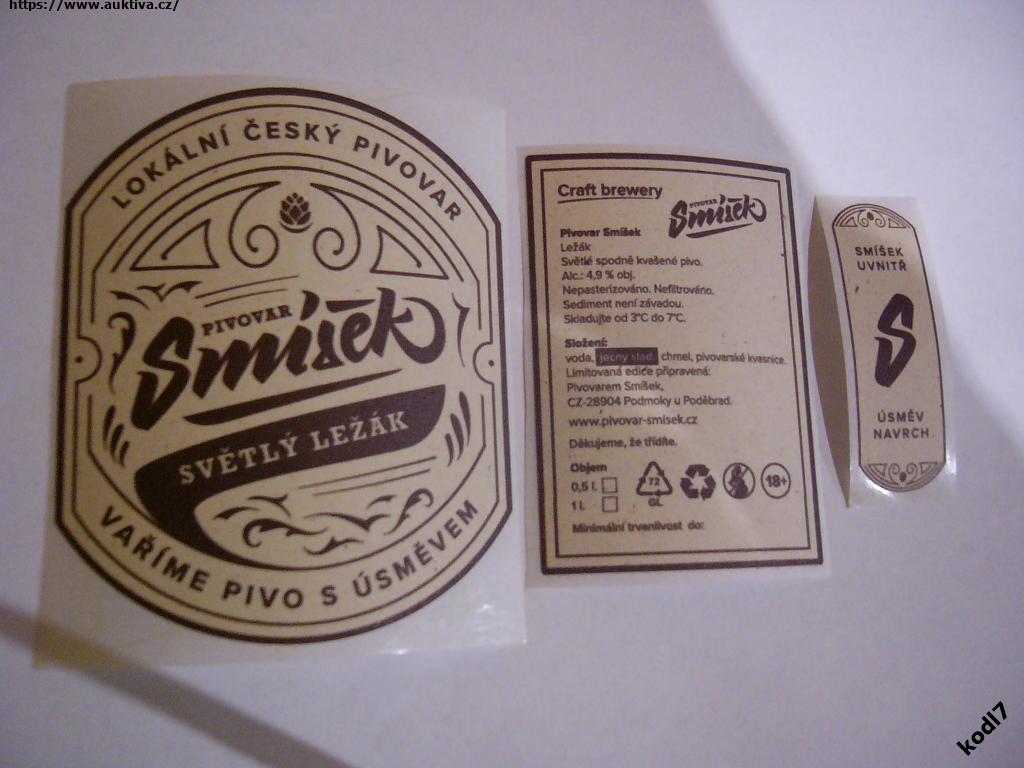 https://www.auktiva.cz/
LOKÁLNÍ ČESKÝ PIVOVAR
PIVOVAR
Smíšek
SVĚTLÝ LEŽÁK
VAŘÍME PIVO S ÚSMĚVEM
Craft brewery
PIVOVAR
Smíšek
Pivovar Smíšek
Ležák
Světlé spodně kvašené pivo.
Alc.: 4,9 % obj.
Nepasterizováno. Nefiltrováno.
Sediment není závadou.
Skladujte od 3°C do 7°C.
Složení:
voda, ječný slad, chmel, pivovarské kvasnice.
Limitovaná edice připravená:
Pivovarem Smíšek,
CZ-28904 Podmoky u Poděbrad.
www.pivovar-smisek.cz
Děkujeme, že třídíte.
Objem
0,5 l.
1 l.
72
GL
18+
Minimální trvanlivost do:
SMÍŠEK
UVNITŘ
S
ÚSMĚV
NAVRCH
kodl7